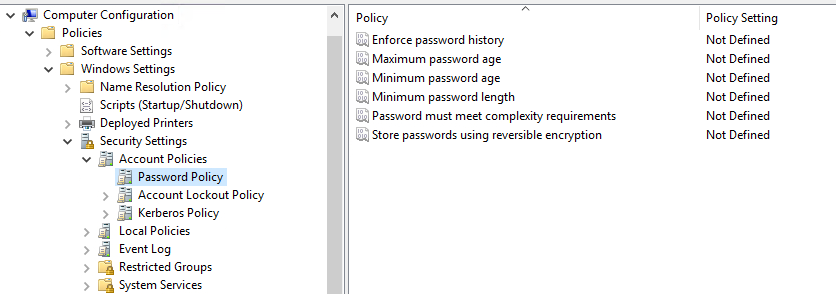 Computer Configuration
Policies
Software Settings
Windows Settings
Name Resolution Policy
Scripts (Startup/Shutdown)
Deployed Printers
Security Settings
Account Policies
Password Policy
Account Lockout Policy
Kerberos Policy
Local Policies
Event Log
Restricted Groups
System Services
Policy Policy Setting
Enforce password history Not Defined
Maximum password age Not Defined
Minimum password age Not Defined
Minimum password length Not Defined
Password must meet complexity requirements Not Defined
Store passwords using reversible encryption Not Defined